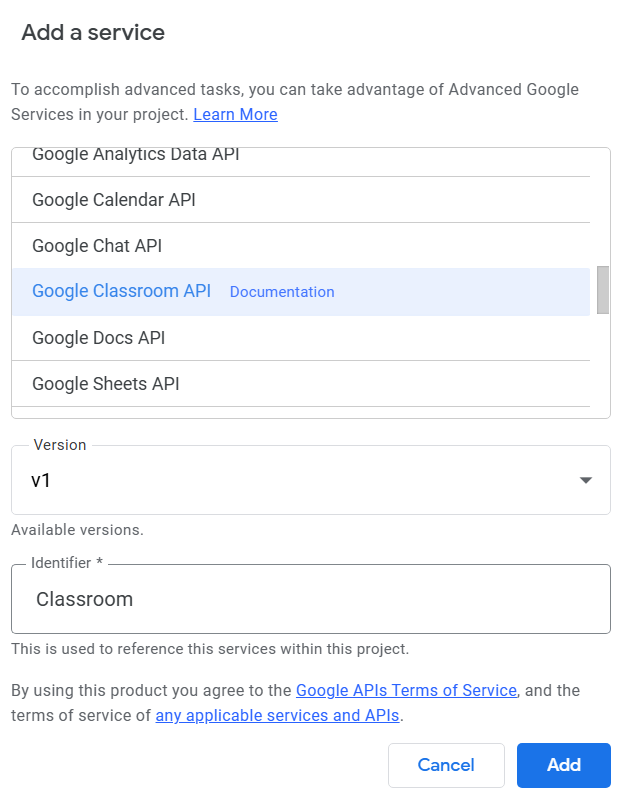 Add a service
To accomplish advanced tasks, you can take advantage of Advanced Google
Services in your project. Learn More
Google Analytics Data API
Google Calendar API
Google Chat API
Google Classroom API Documentation
Google Docs API
Google Sheets API
Version
v1
Available versions.
Identifier *
Classroom
This is used to reference this services within this project.
By using this product you agree to the Google APIs Terms of Service, and the
terms of service of any applicable services and APIs.
Cancel Add